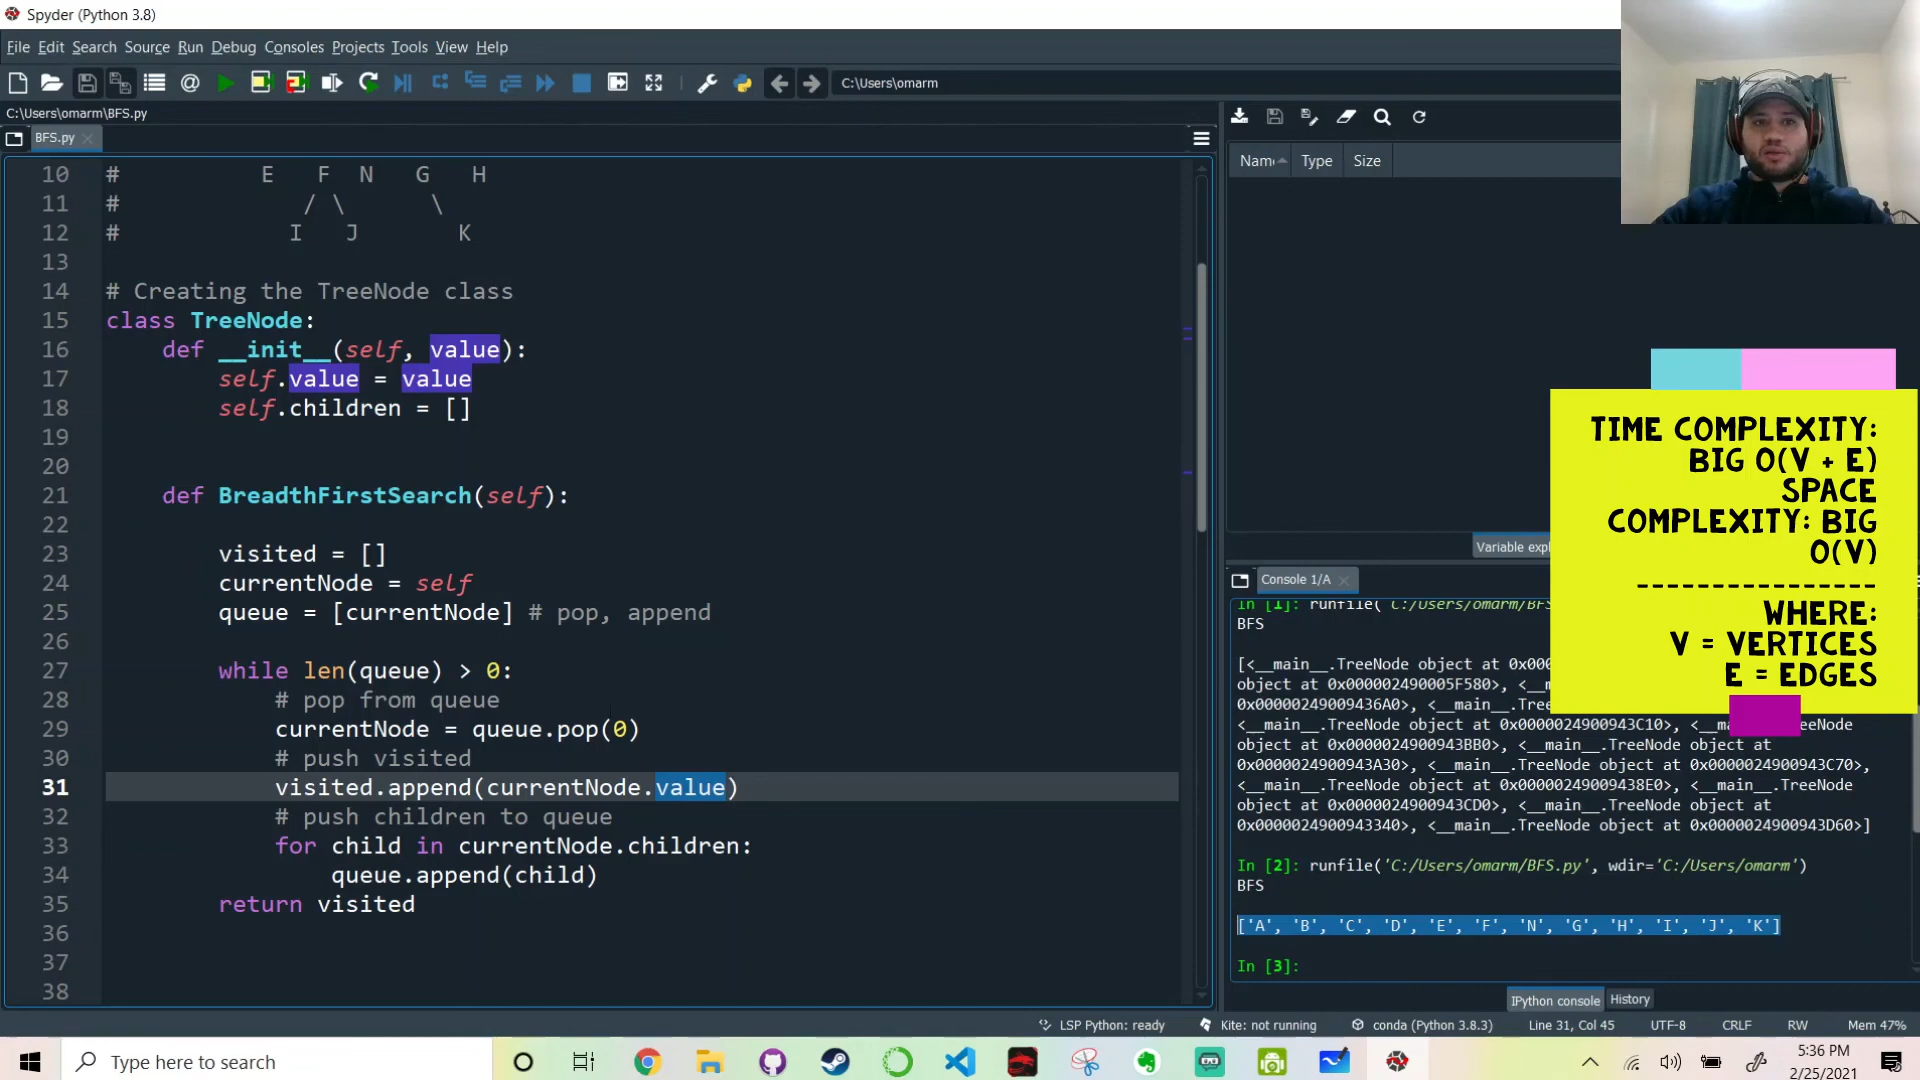 Spyder (Python 3.8)
File Edit Search Source Run Debug Consoles Projects Tools View Help
C:\Users\omarm
C:\Users\omarm\BFS.py
BFS.py
10 # E F N G H
11 # / \ \
12 # I J K
13
14 # Creating the TreeNode class
15 class TreeNode:
16 def __init__(self, value):
17 self.value = value
18 self.children = []
19
20
21 def BreadthFirstSearch(self):
22
23 visited = []
24 currentNode = self
25 queue = [currentNode] # pop, append
26
27 while len(queue) > 0:
28 # pop from queue
29 currentNode = queue.pop(0)
30 # push visited
31 visited.append(currentNode.value)
32 # push children to queue
33 for child in currentNode.children:
34 queue.append(child)
35 return visited
36
37
38
Type Size
TIME COMPLEXITY:
BIG O(V + E)
SPACE
COMPLEXITY: BIG
O(V)
----------------
WHERE:
V = VERTICES
E = EDGES
Variable
Console 1/A
In [1]: runfile('C:/Users/omarm/
BFS
[<__main__.TreeNode object at
object at 0x000002490005F580>,
0x00000249009436A0>,
<__main__.TreeNode object at 0x0000024900943C10>,
0x0000024900943BB0>, <__main__.TreeNode object at
0x0000024900943A30>, <__main__.TreeNode object at 0x0000024900943C70>,
<__main__.TreeNode object at 0x00000249009438E0>, <__main__.TreeNode
object at 0x0000024900943CD0>, <__main__.TreeNode object at
0x0000024900943340>, <__main__.TreeNode object at 0x0000024900943D60>]
In [2]: runfile('C:/Users/omarm/BFS.py', wdir='C:/Users/omarm')
BFS
['A', 'B', 'C', 'D', 'E', 'F', 'N', 'G', 'H', 'I', 'J', 'K']
In [3]:
IPython console History
LSP Python: ready Kite: not running conda (Python 3.8.3) Line 31, Col 45 UTF-8 CRLF RW Mem 47%
Type here to search
5:36 PM
2/25/2021